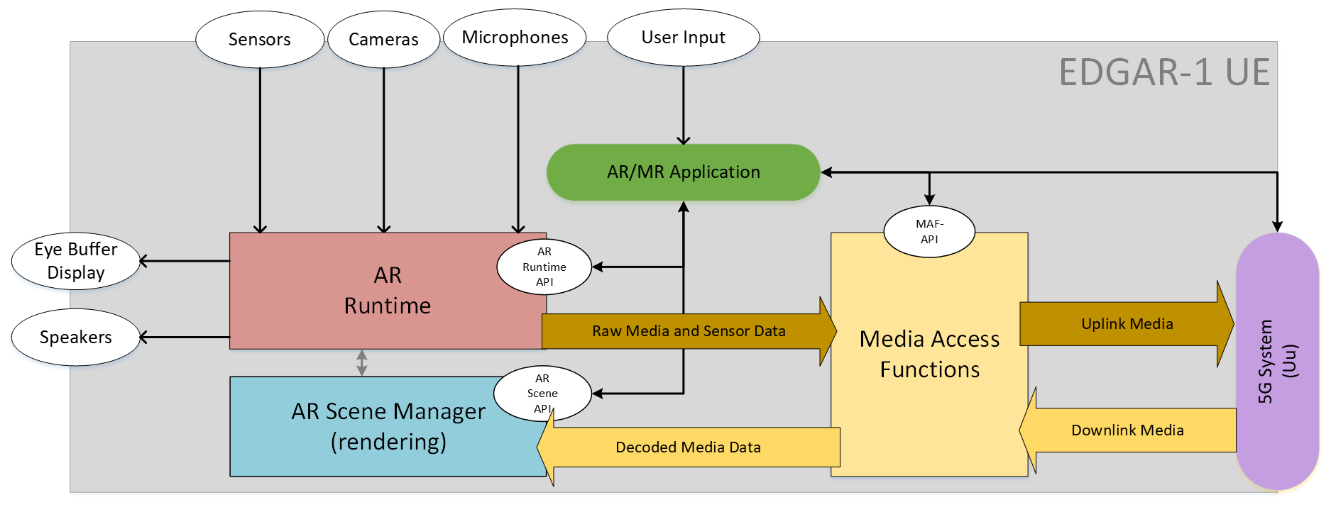 Sensors
Cameras
Microphones
User Input
EDGAR-1 UE
AR/MR Application
MAF-
API
Eye Buffer
Display
AR
Runtime
AR
Runtime
API
Speakers
Raw Media and Sensor Data
Media Access
Functions
Uplink Media
5G System
(Uu)
AR Scene Manager
(rendering)
AR
Scene
API
Decoded Media Data
Downlink Media